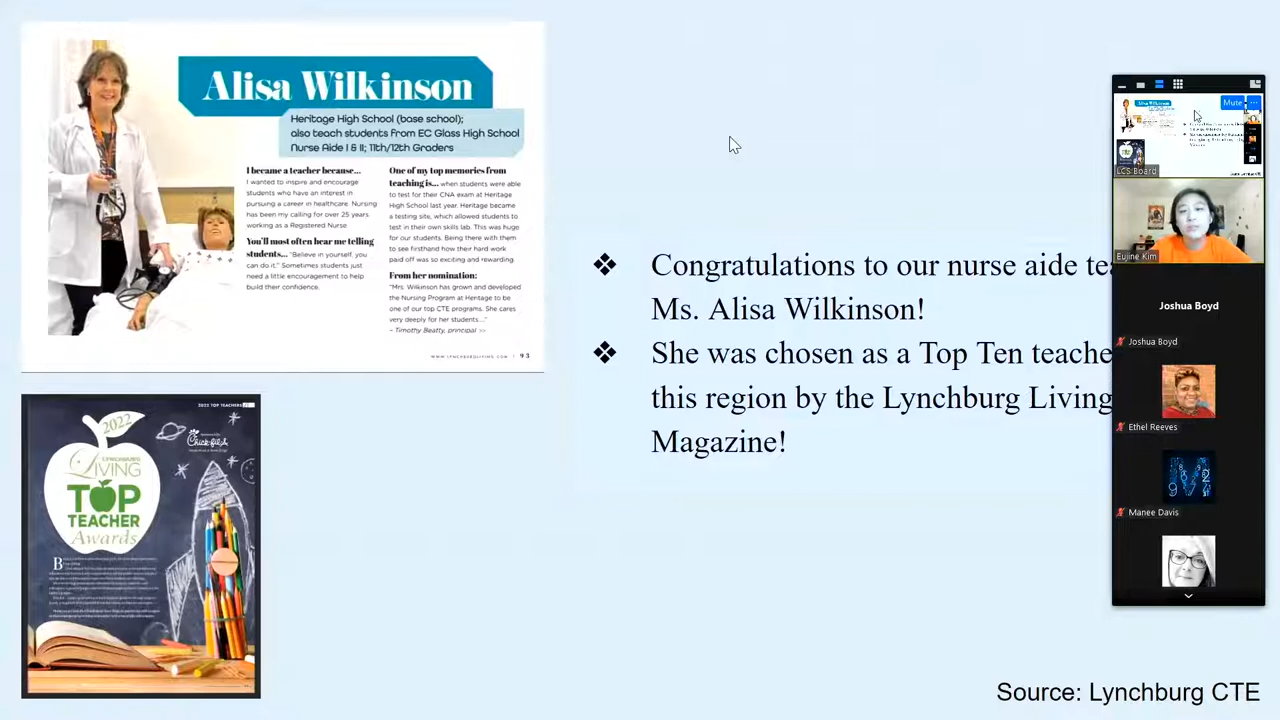 Alisa Wilkinson
Heritage High School (base school);
also teach students from EC Glass High School
Nurse Aide I & II; 11th/12th Graders
I became a teacher because...
I wanted to inspire and encourage
students who have an interest in
pursuing a career in healthcare. Nursing
has been my calling for over 25 years
working as a Registered Nurse
You'll most often hear me telling
students... "Believe in yourself, you
can do it." Sometimes students just
need a little encouragement to help
build their confidence.
One of my top memories from
teaching is... when students were able
to test for their CNA exam at Heritage
High School last year. Heritage became
a testing site, which allowed students to
test in their own skills lab. This was huge
for our students. Being there with them
to see firsthand how their hard work
paid off was so exciting and rewarding.
From her nomination:
"Mrs. Wilkinson has grown and developed
the Nursing Program at Heritage to be
one of our top CTE programs. She cares
very deeply for her students..."
– Timothy Beatty, principal >>
WWW.LYNCHBURGLIVING.COM | 93
2022 TOP TEACHERS
2022
Chick-fil-A
LYNCHBURG
LIVING
TOP
TEACHER
Awards
❖ Congratulations to our nurse aide tea
Ms. Alisa Wilkinson!
❖ She was chosen as a Top Ten teache
this region by the Lynchburg Living
Magazine!
Source: Lynchburg CTE
Mute
LCS Board
Eujine Kim
Joshua Boyd
Joshua Boyd
Ethel Reeves
Manee Davis